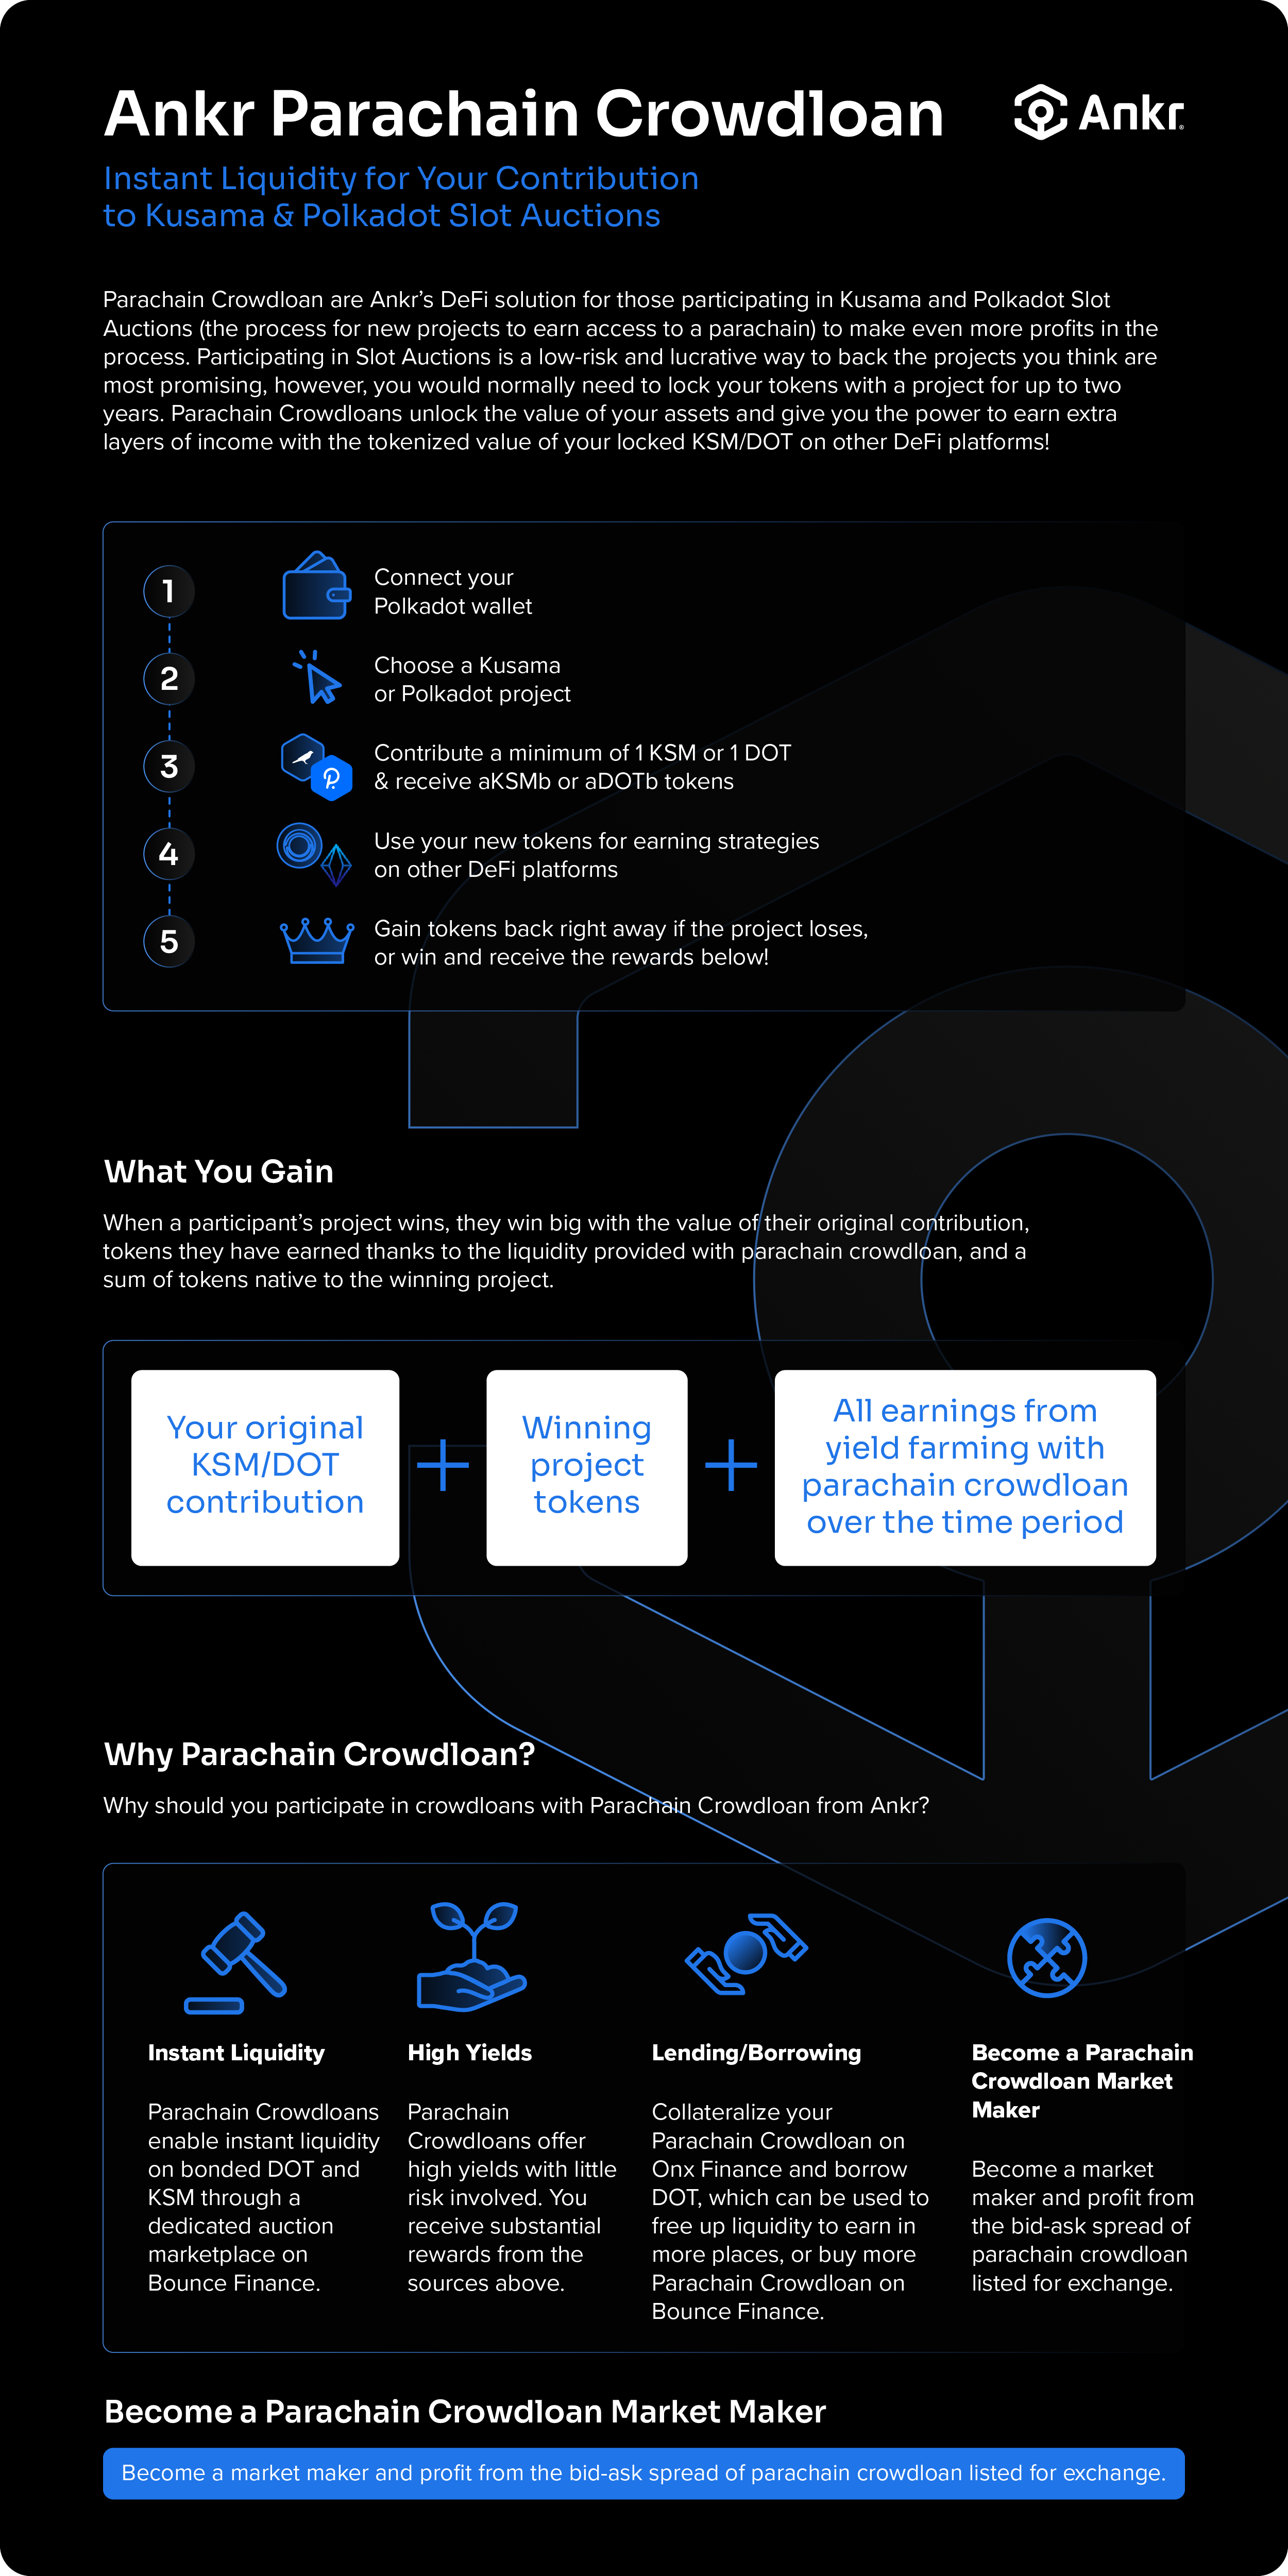 Ankr Parachain Crowdloan
Ankr®
Instant Liquidity for Your Contribution
to Kusama & Polkadot Slot Auctions
Parachain Crowdloan are Ankr’s DeFi solution for those participating in Kusama and Polkadot Slot
Auctions (the process for new projects to earn access to a parachain) to make even more profits in the
process. Participating in Slot Auctions is a low-risk and lucrative way to back the projects you think are
most promising, however, you would normally need to lock your tokens with a project for up to two
years. Parachain Crowdloans unlock the value of your assets and give you the power to earn extra
layers of income with the tokenized value of your locked KSM/DOT on other DeFi platforms!
1
Connect your
Polkadot wallet
2
Choose a Kusama
or Polkadot project
3
Contribute a minimum of 1 KSM or 1 DOT
& receive aKSMb or aDOTb tokens
4
Use your new tokens for earning strategies
on other DeFi platforms
5
Gain tokens back right away if the project loses,
or win and receive the rewards below!
What You Gain
When a participant’s project wins, they win big with the value of their original contribution,
tokens they have earned thanks to the liquidity provided with parachain crowdloan, and a
sum of tokens native to the winning project.
Your original
KSM/DOT
contribution
+
Winning
project
tokens
+
All earnings from
yield farming with
parachain crowdloan
over the time period
Why Parachain Crowdloan?
Why should you participate in crowdloans with Parachain Crowdloan from Ankr?
Instant Liquidity
Parachain Crowdloans
enable instant liquidity
on bonded DOT and
KSM through a
dedicated auction
marketplace on
Bounce Finance.
High Yields
Parachain
Crowdloans offer
high yields with little
risk involved. You
receive substantial
rewards from the
sources above.
Lending/Borrowing
Collateralize your
Parachain Crowdloan on
Onx Finance and borrow
DOT, which can be used to
free up liquidity to earn in
more places, or buy more
Parachain Crowdloan on
Bounce Finance.
Become a Parachain
Crowdloan Market
Maker
Become a market
maker and profit from
the bid-ask spread of
parachain crowdloan
listed for exchange.
Become a Parachain Crowdloan Market Maker
Become a market maker and profit from the bid-ask spread of parachain crowdloan listed for exchange.